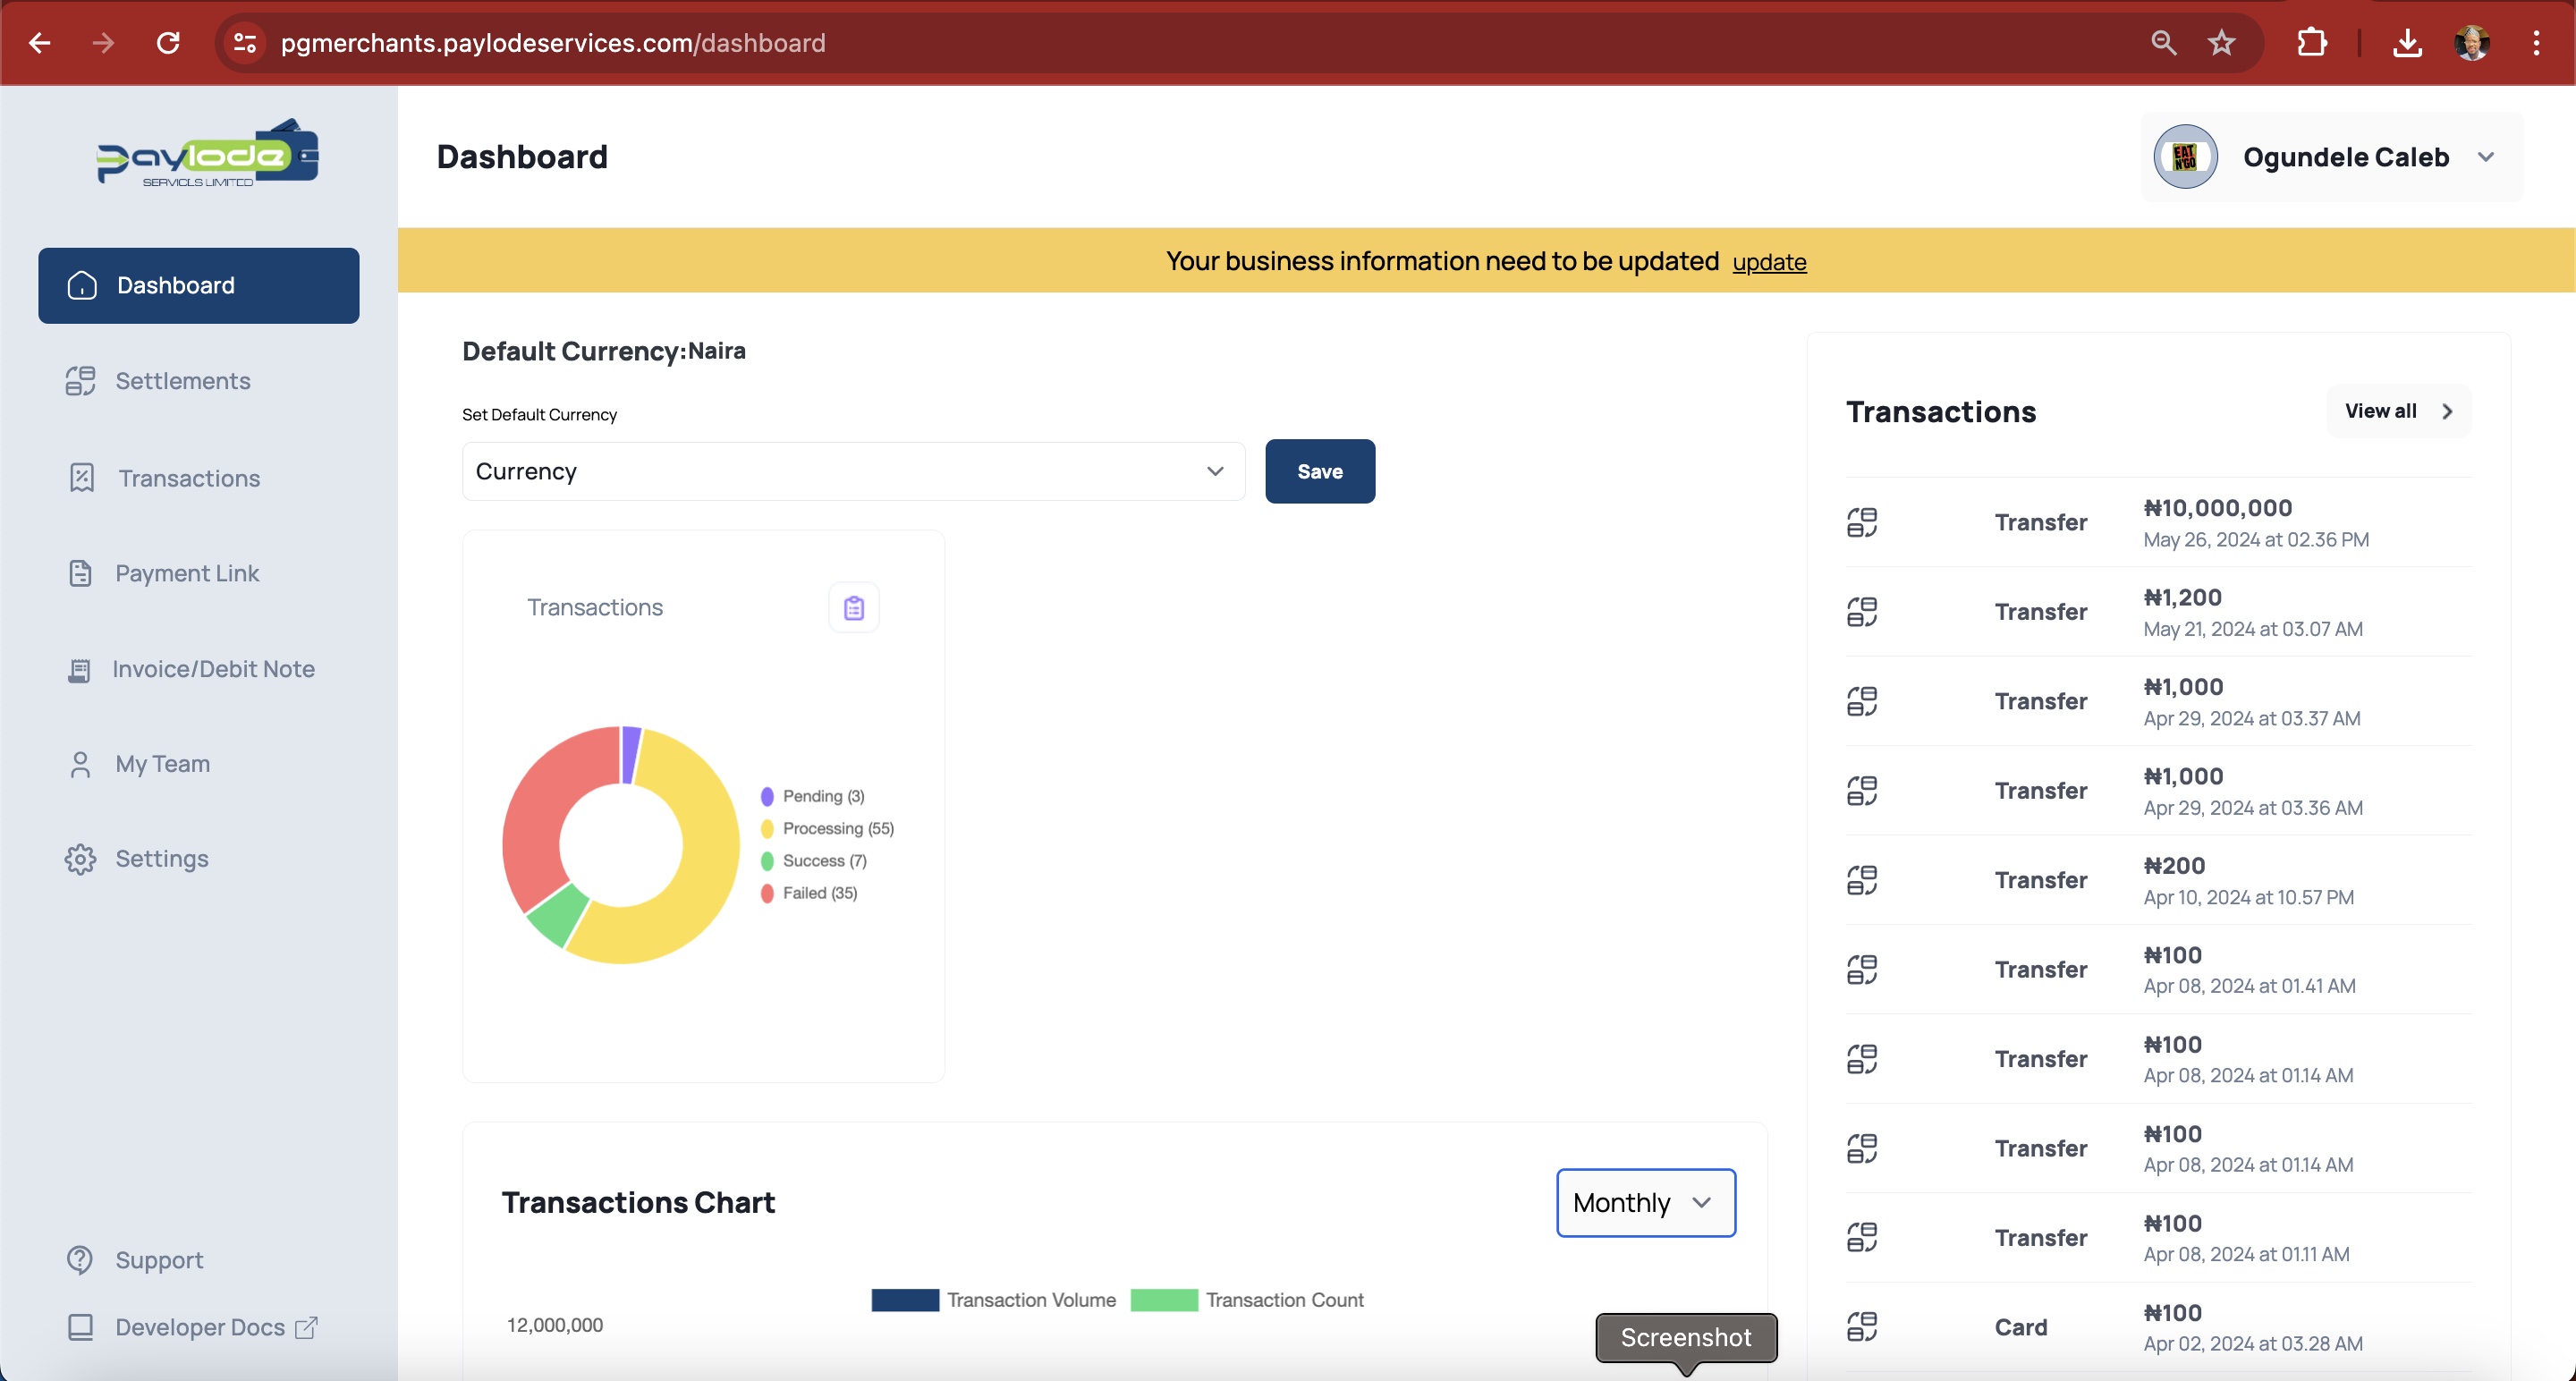 pgmerchants.paylodeservices.com/dashboard
Paylode
SERVICES LIMITED
Dashboard
Settlements
Transactions
Payment Link
Invoice/Debit Note
My Team
Settings
Support
Developer Docs
Dashboard
EAT
N'GO
Ogundele Caleb
Your business information need to be updated update
Default Currency:Naira
Set Default Currency
Currency
Save
Transactions
Pending (3)
Processing (55)
Success (7)
Failed (35)
Transactions Chart
Monthly
Transaction Volume Transaction Count
12,000,000
Screenshot
Transactions
View all
Transfer
₦10,000,000
May 26, 2024 at 02.36 PM
Transfer
₦1,200
May 21, 2024 at 03.07 AM
Transfer
₦1,000
Apr 29, 2024 at 03.37 AM
Transfer
₦1,000
Apr 29, 2024 at 03.36 AM
Transfer
₦200
Apr 10, 2024 at 10.57 PM
Transfer
₦100
Apr 08, 2024 at 01.41 AM
Transfer
₦100
Apr 08, 2024 at 01.14 AM
Transfer
₦100
Apr 08, 2024 at 01.14 AM
Transfer
₦100
Apr 08, 2024 at 01.11 AM
Card
₦100
Apr 02, 2024 at 03.28 AM